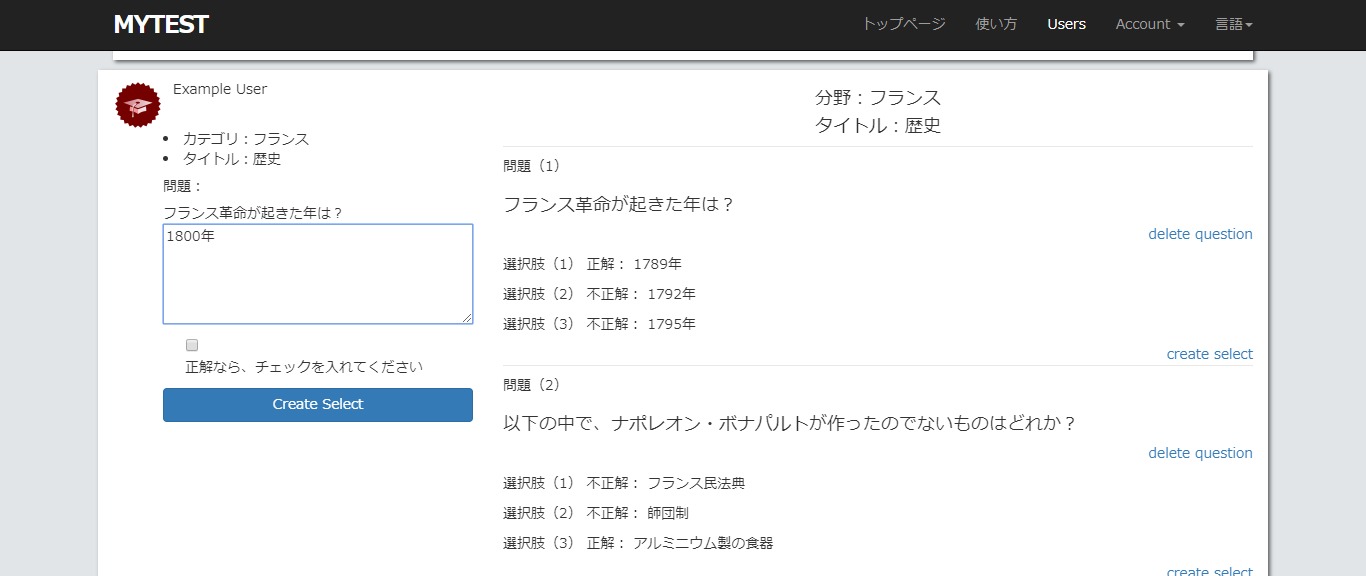 MYTEST トップページ 使い方 Users Account 言語
Example User
カテゴリ：フランス
タイトル：歴史
問題：
フランス革命が起きた年は？
1800年
正解なら、チェックを入れてください
Create Select
分野：フランス
タイトル：歴史
問題（1）
フランス革命が起きた年は？
delete question
選択肢（1） 正解： 1789年
選択肢（2） 不正解： 1792年
選択肢（3） 不正解： 1795年
create select
問題（2）
以下の中で、ナポレオン・ボナパルトが作ったのでないものはどれか？
delete question
選択肢（1） 不正解： フランス民法典
選択肢（2） 不正解： 師団制
選択肢（3） 正解： アルミニウム製の食器
create select